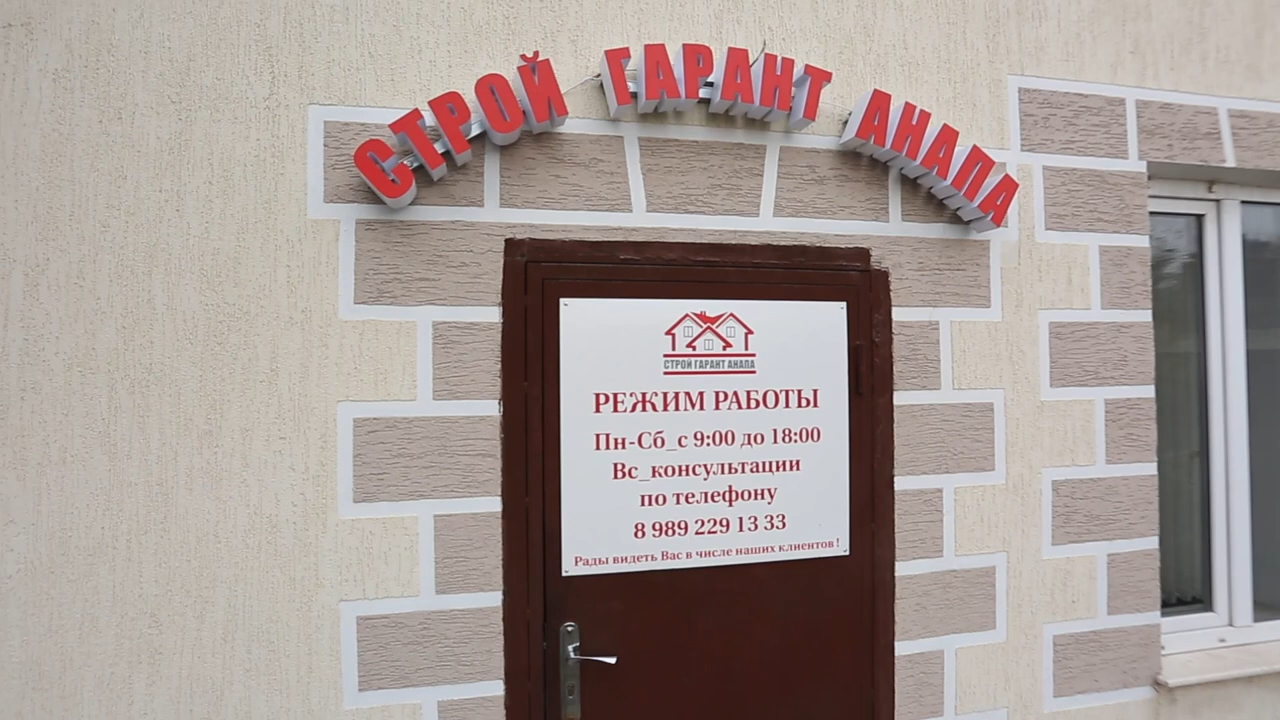 СТРОЙ ГАРАНТ АНАПА
СТРОЙ ГАРАНТ АНАПА
РЕЖИМ РАБОТЫ
Пн-Сб_с 9:00 до 18:00
Вс_консультации
по телефону
8 989 229 13 33
Рады видеть Вас в числе наших клиентов!